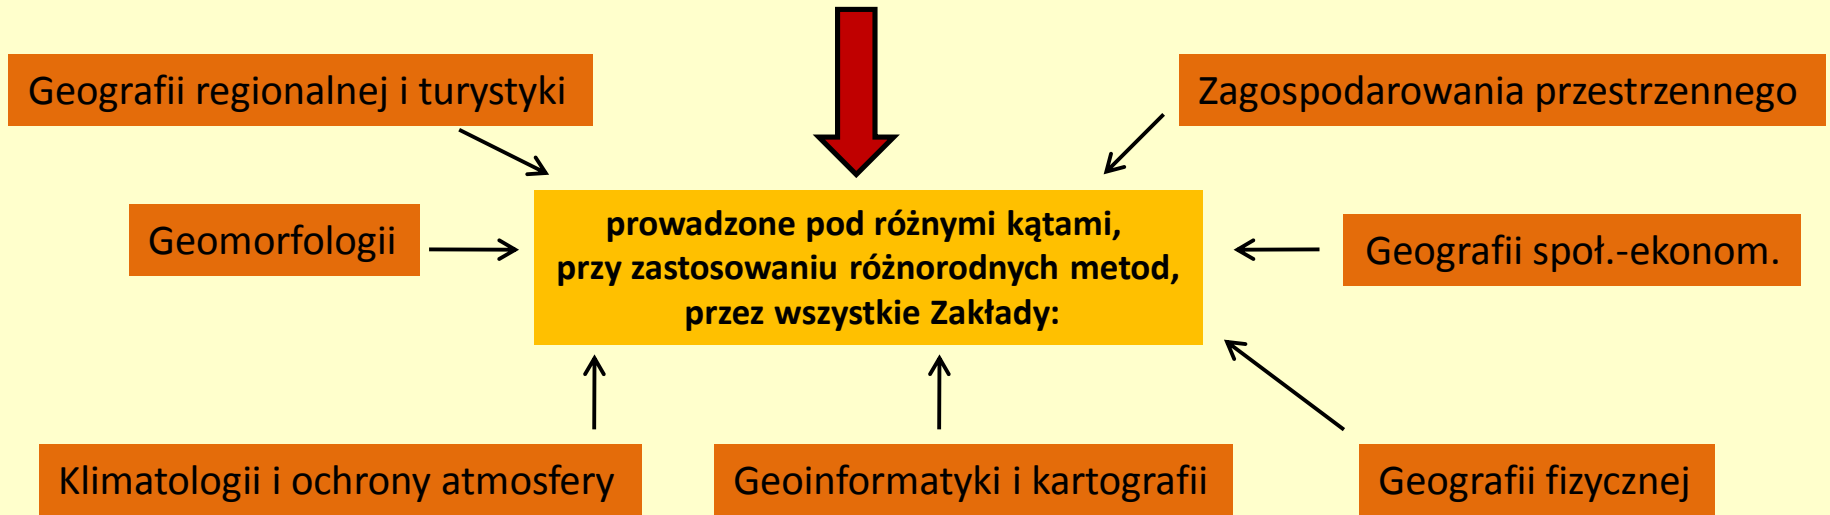 Geografii regionalnej i turystyki
Zagospodarowania przestrzennego
Geomorfologii
prowadzone pod różnymi kątami,
przy zastosowaniu różnorodnych metod,
przez wszystkie Zakłady:
Geografii społ.-ekonom.
Klimatologii i ochrony atmosfery
Geoinformatyki i kartografii
Geografii fizycznej